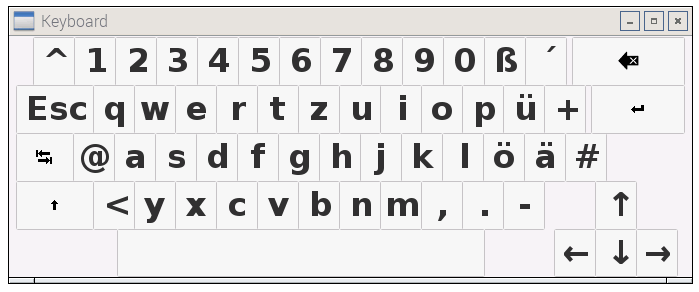 Keyboard
^ 1 2 3 4 5 6 7 8 9 0 ß ´
Esc q w e r t z u i o p ü +
@ a s d f g h j k l ö ä #
< y x c v b n m , . - ↑
← ↓ →